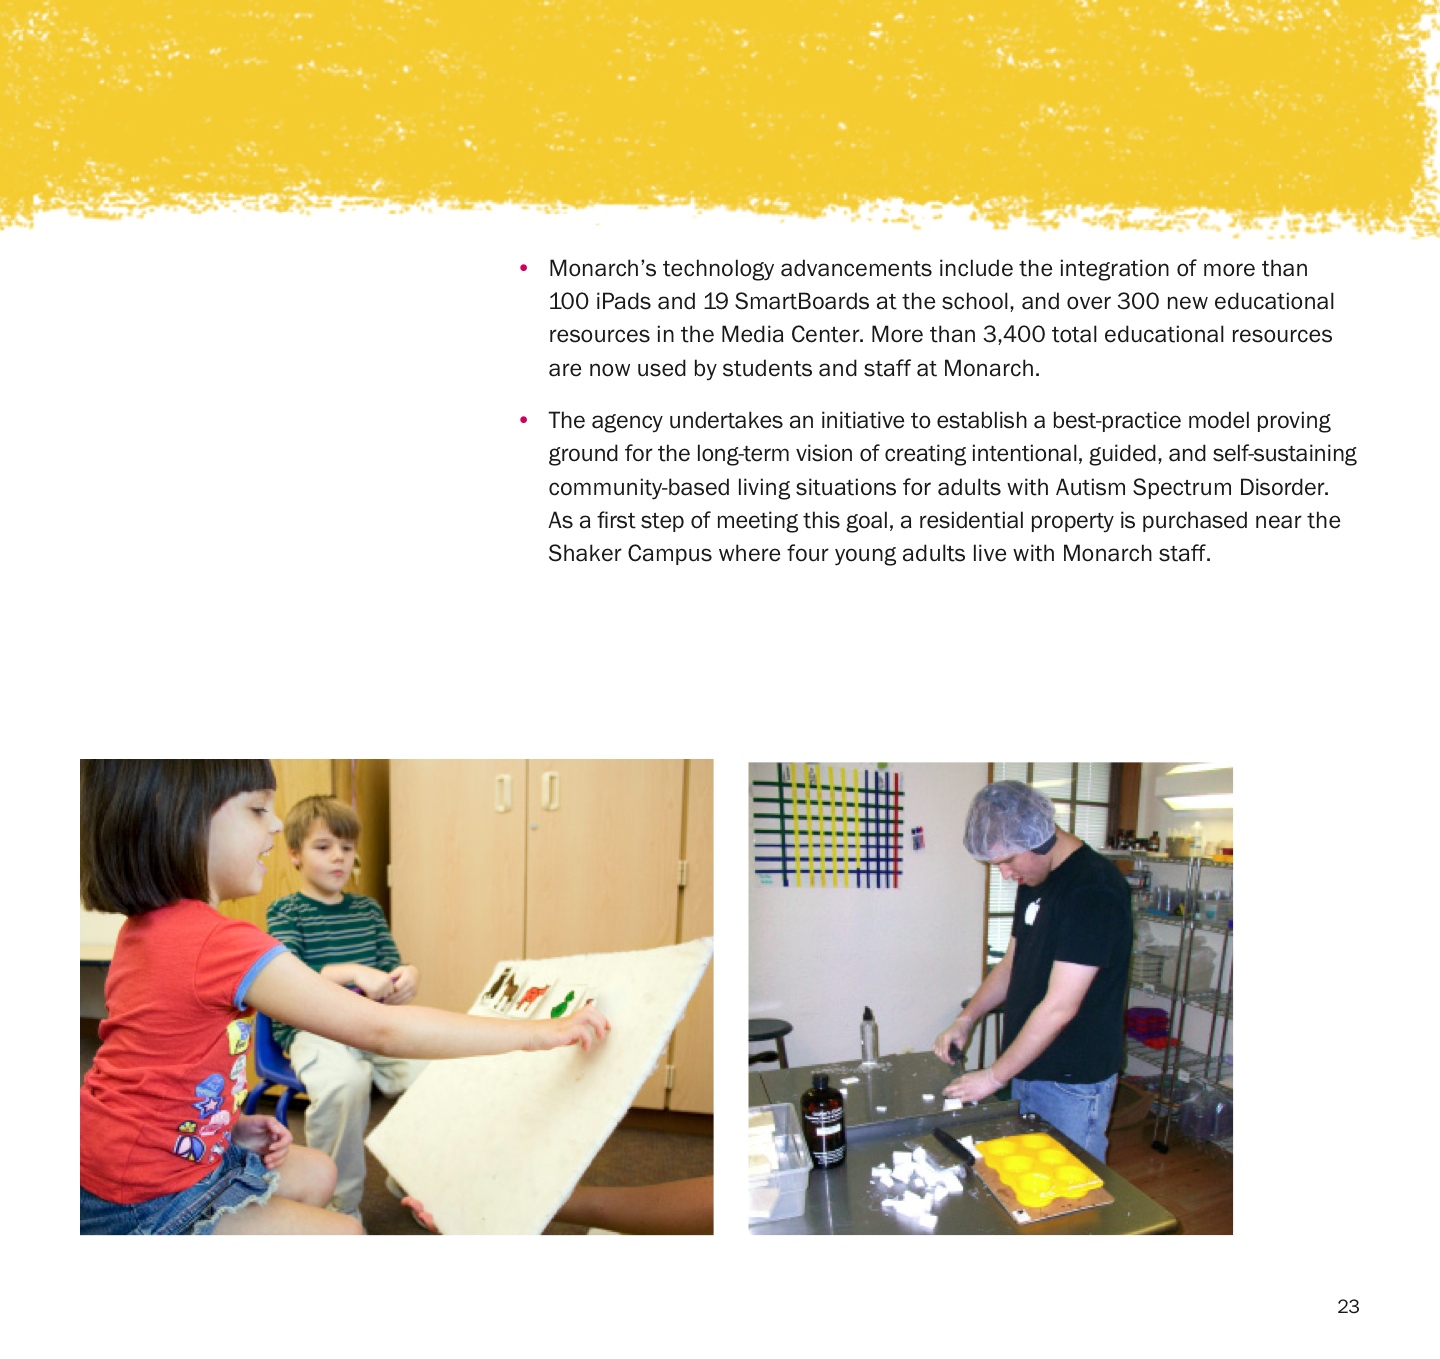 • Monarch’s technology advancements include the integration of more than
100 iPads and 19 SmartBoards at the school, and over 300 new educational
resources in the Media Center. More than 3,400 total educational resources
are now used by students and staff at Monarch.
• The agency undertakes an initiative to establish a best-practice model proving
ground for the long-term vision of creating intentional, guided, and self-sustaining
community-based living situations for adults with Autism Spectrum Disorder.
As a first step of meeting this goal, a residential property is purchased near the
Shaker Campus where four young adults live with Monarch staff.
23